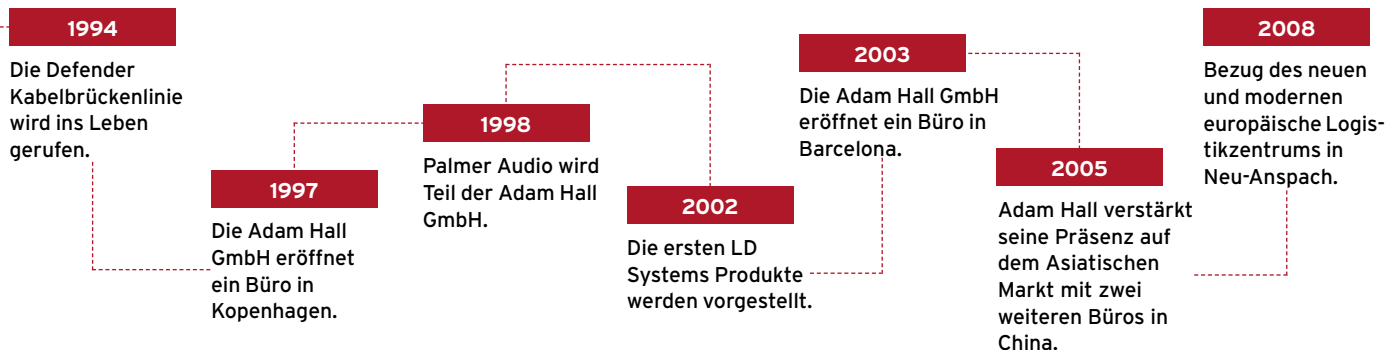 1994
Die Defender
Kabelbrückenlinie
wird ins Leben
gerufen.
1997
Die Adam Hall
GmbH eröffnet
ein Büro in
Kopenhagen.
1998
Palmer Audio wird
Teil der Adam Hall
GmbH.
2002
Die ersten LD
Systems Produkte
werden vorgestellt.
2003
Die Adam Hall GmbH
eröffnet ein Büro in
Barcelona.
2005
Adam Hall verstärkt
seine Präsenz auf
dem Asiatischen
Markt mit zwei
weiteren Büros in
China.
2008
Bezug des neuen
und modernen
europäische Logis-
tikzentrums in
Neu-Anspach.